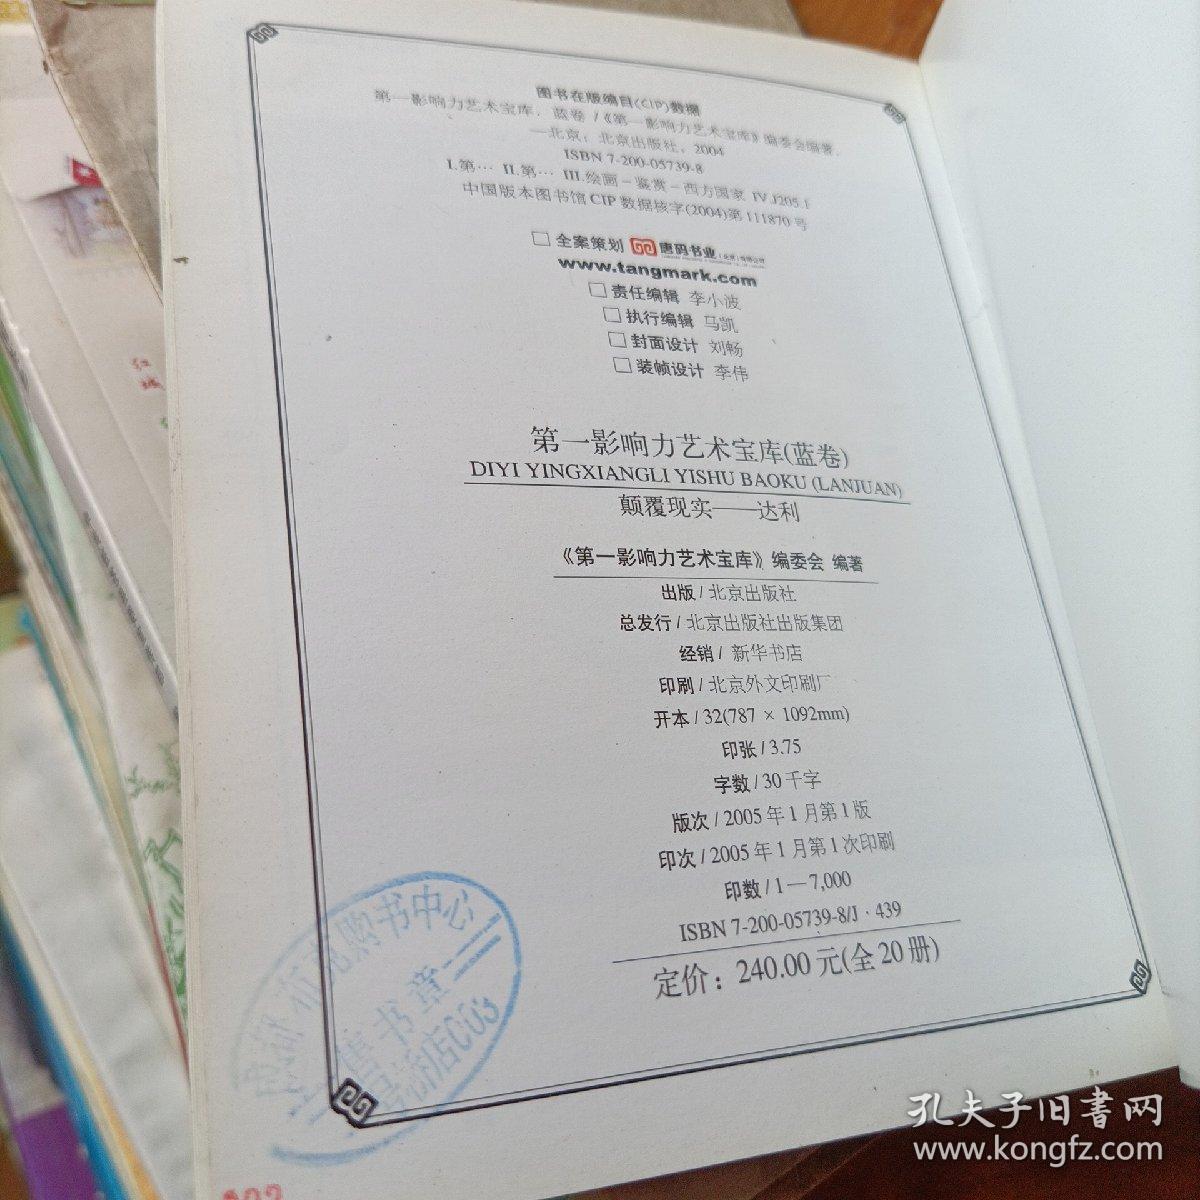 图书在版编目(CIP)数据
第一影响力艺术宝库.蓝卷/《第一影响力艺术宝库》编委会编著.
—北京:北京出版社,2004
ISBN 7-200-05739-8
I.第… II.第… III.绘画－鉴赏－西方国家 IV.J205.1
中国版本图书馆CIP数据核字(2004)第111870号
□ 全案策划 唐码书业
www.tangmark.com
□ 责任编辑 李小波
□ 执行编辑 马凯
□ 封面设计 刘畅
□ 装帧设计 李伟
第一影响力艺术宝库(蓝卷)
DIYI YINGXIANGLI YISHU BAOKU (LANJUAN)
颠覆现实——达利
《第一影响力艺术宝库》编委会 编著
出版/北京出版社
总发行/北京出版社出版集团
经销/新华书店
印刷/北京外文印刷厂
开本/32(787 × 1092mm)
印张/3.75
字数/30千字
版次/2005年1月第1版
印次/2005年1月第1次印刷
印数/1—7,000
ISBN 7-200-05739-8/J·439
定价：240.00元(全20册)
购书中心
售书章
孔夫子旧書网
www.kongfz.com